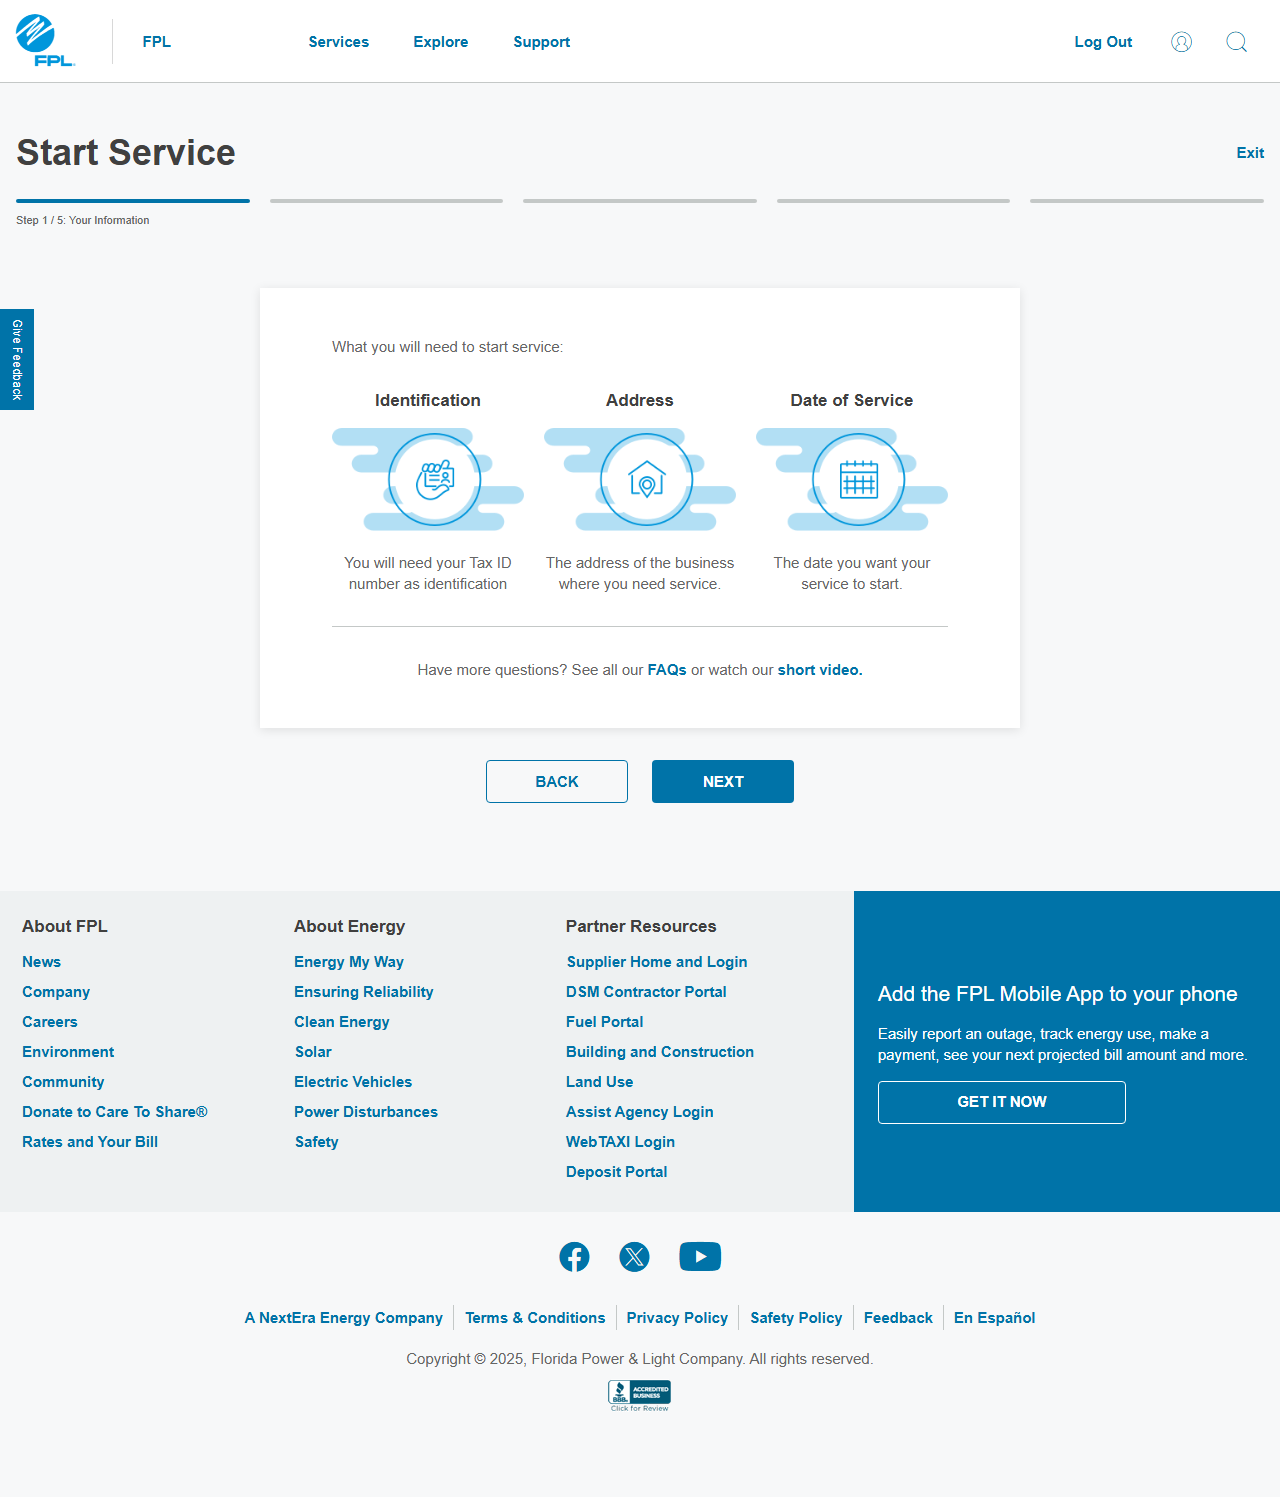 FPL
FPL
Services
Explore
Support
Log Out
Start Service
Exit
Step 1 / 5: Your Information
Give Feedback
What you will need to start service:
Identification
Address
Date of Service
You will need your Tax ID
number as identification
The address of the business
where you need service.
The date you want your
service to start.
Have more questions? See all our FAQs or watch our short video.
BACK
NEXT
About FPL
News
Company
Careers
Environment
Community
Donate to Care To Share®
Rates and Your Bill
About Energy
Energy My Way
Ensuring Reliability
Clean Energy
Solar
Electric Vehicles
Power Disturbances
Safety
Partner Resources
Supplier Home and Login
DSM Contractor Portal
Fuel Portal
Building and Construction
Land Use
Assist Agency Login
WebTAXI Login
Deposit Portal
Add the FPL Mobile App to your phone
Easily report an outage, track energy use, make a
payment, see your next projected bill amount and more.
GET IT NOW
A NextEra Energy Company
Terms & Conditions
Privacy Policy
Safety Policy
Feedback
En Español
Copyright © 2025, Florida Power & Light Company. All rights reserved.
BBB.
ACCREDITED
BUSINESS
Click for Review